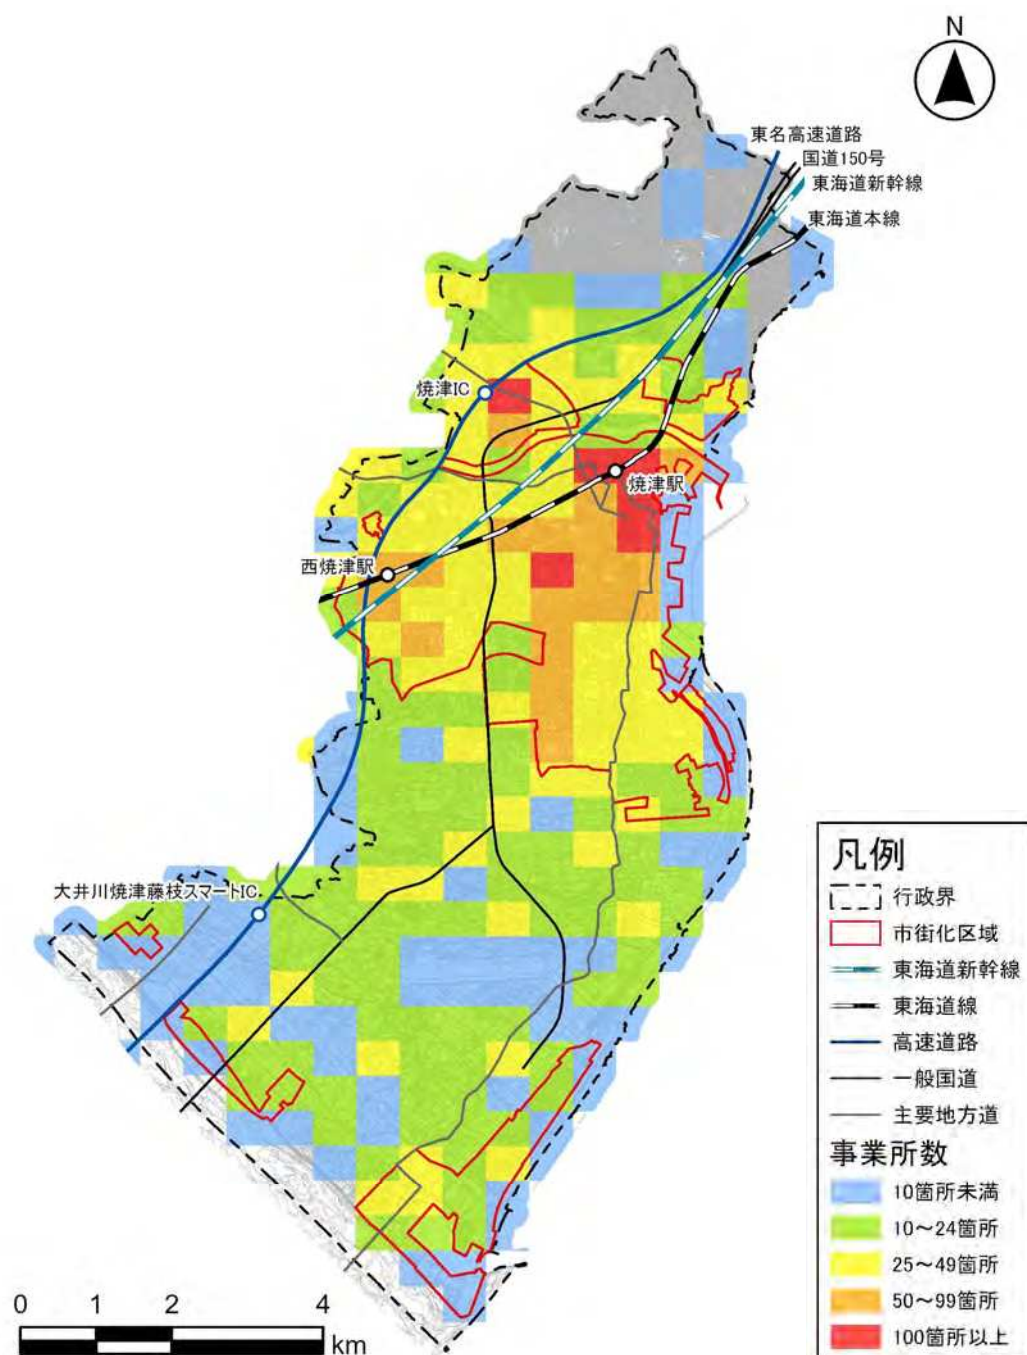 N
東名高速道路
国道150号
東海道新幹線
東海道本線
焼津IC
焼津駅
西焼津駅
大井川焼津藤枝スマートIC
凡例
行政界
市街化区域
東海道新幹線
東海道線
高速道路
一般国道
主要地方道
事業所数
10箇所未満
10～24箇所
25～49箇所
50～99箇所
100箇所以上
0 1 2 4
km